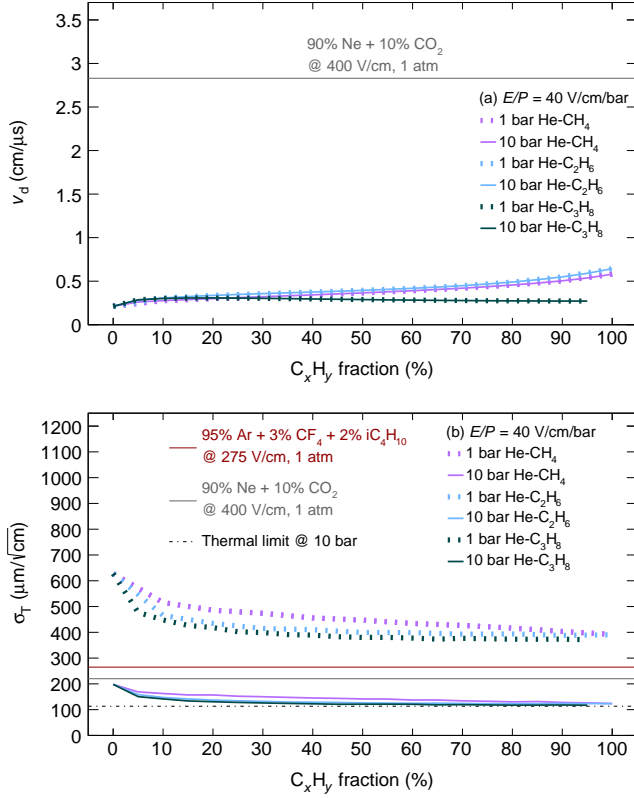 90% Ne + 10% CO₂
@ 400 V/cm, 1 atm
(a) E/P = 40 V/cm/bar
1 bar He-CH₄
10 bar He-CH₄
1 bar He-C₂H₆
10 bar He-C₂H₆
1 bar He-C₃H₈
10 bar He-C₃H₈
3.5
3
2.5
2
1.5
1
0.5
0
v_d (cm/μs)
0 10 20 30 40 50 60 70 80 90 100
CₓHᵧ fraction (%)
95% Ar + 3% CF₄ + 2% iC₄H₁₀
@ 275 V/cm, 1 atm
90% Ne + 10% CO₂
@ 400 V/cm, 1 atm
Thermal limit @ 10 bar
(b) E/P = 40 V/cm/bar
1 bar He-CH₄
10 bar He-CH₄
1 bar He-C₂H₆
10 bar He-C₂H₆
1 bar He-C₃H₈
10 bar He-C₃H₈
1200
1100
1000
900
800
700
600
500
400
300
200
100
0
σ_T (μm/√cm)
0 10 20 30 40 50 60 70 80 90 100
CₓHᵧ fraction (%)